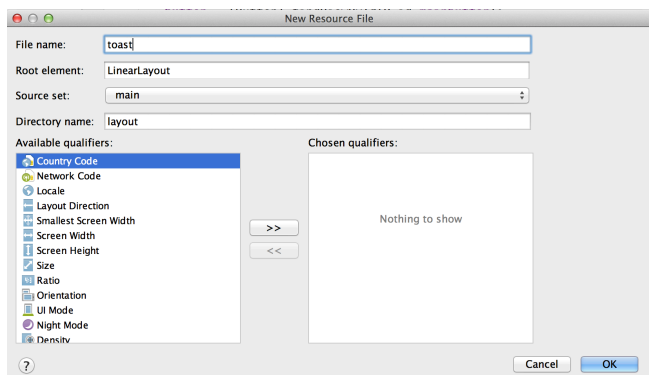 New Resource File
File name:
toast
Root element:
LinearLayout
Source set:
main
Directory name:
layout
Available qualifiers:
Chosen qualifiers:
Country Code
Network Code
Locale
Layout Direction
Smallest Screen Width
Screen Width
Screen Height
Size
Ratio
Orientation
UI Mode
Night Mode
Density
>>
<<
Nothing to show
?
Cancel
OK